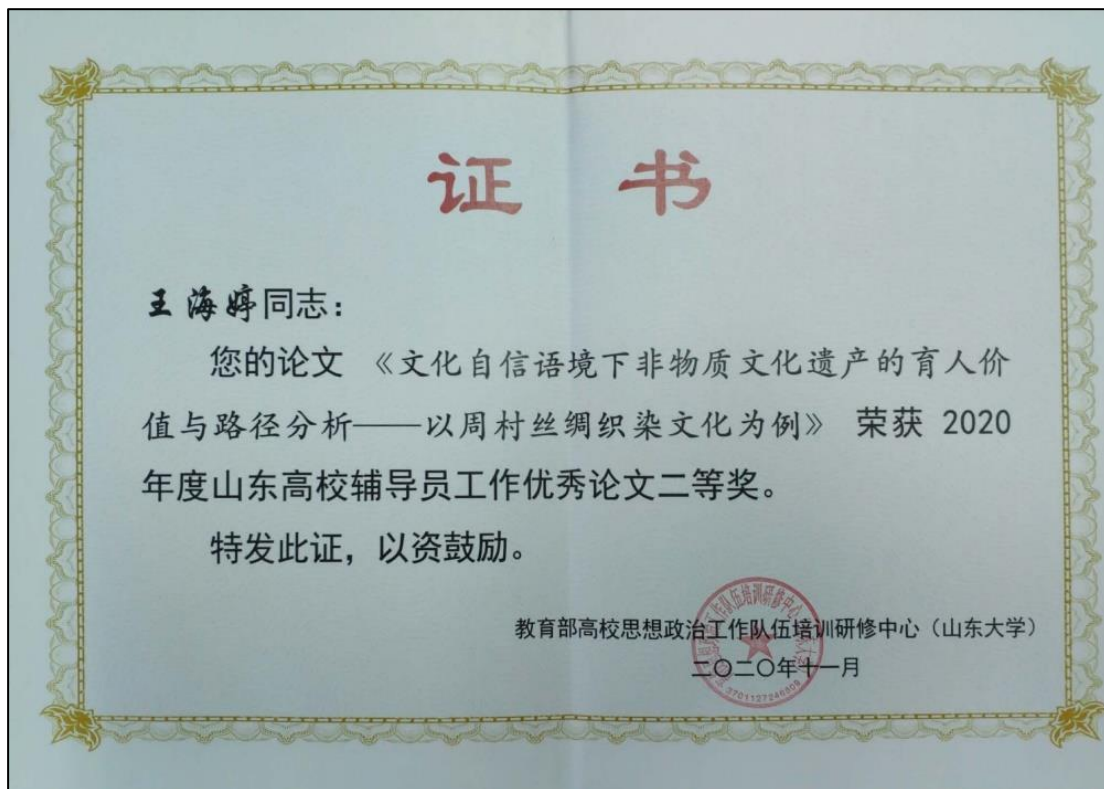 证 书
王海婷同志：
您的论文 《文化自信语境下非物质文化遗产的育人价
值与路径分析——以周村丝绸织染文化为例》 荣获 2020
年度山东高校辅导员工作优秀论文二等奖。
特发此证，以资鼓励。
教育部高校思想政治工作队伍培训研修中心（山东大学）
二〇二〇年十一月